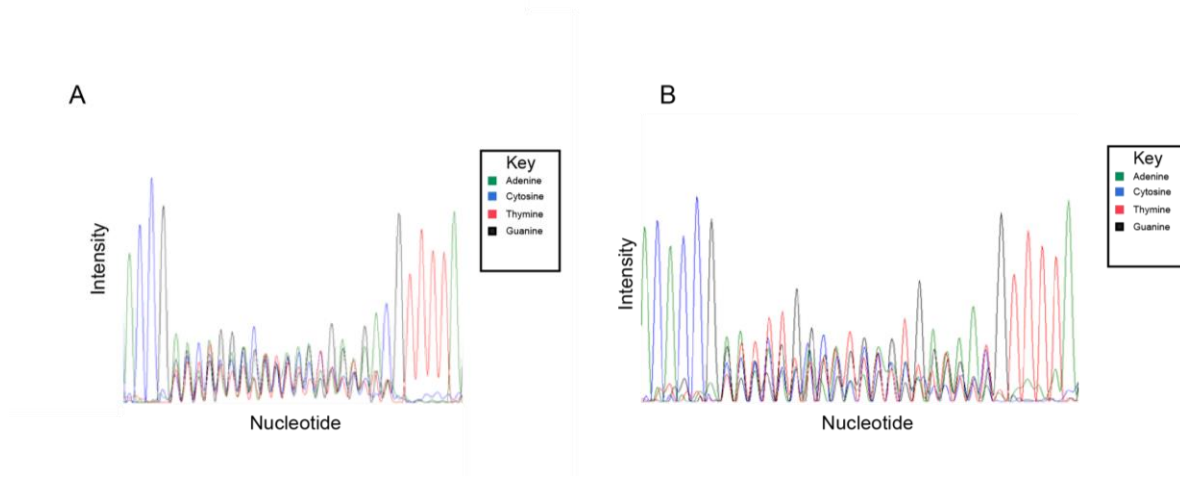 A
B
Key
Adenine
Cytosine
Thymine
Guanine
Intensity
Nucleotide
Key
Adenine
Cytosine
Thymine
Guanine
Intensity
Nucleotide